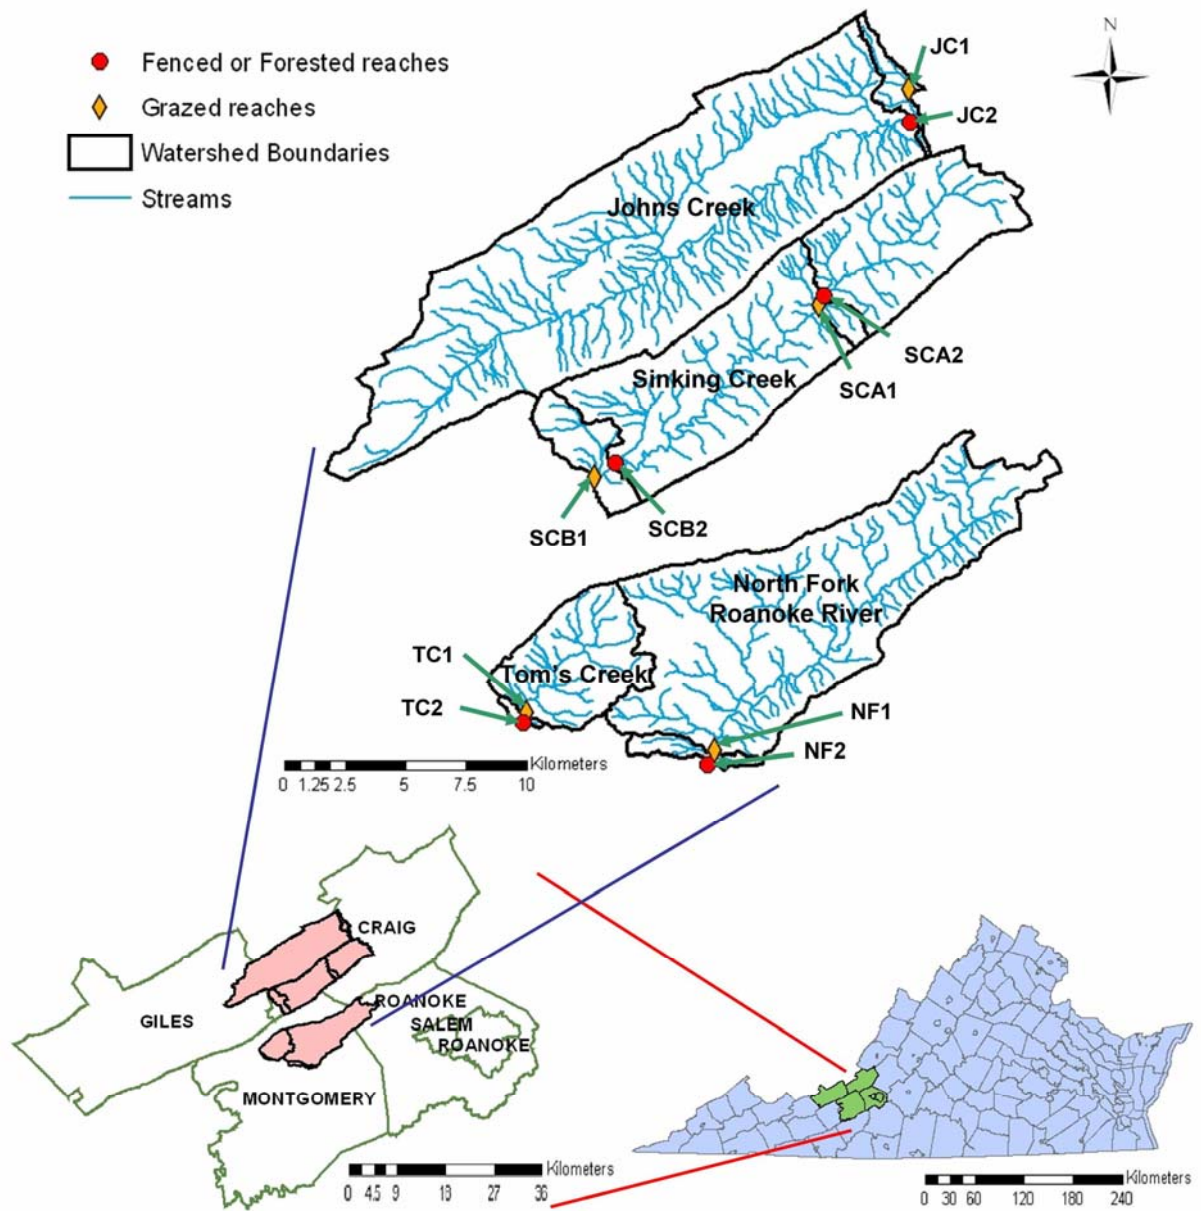 N
Fenced or Forested reaches
Grazed reaches
Watershed Boundaries
Streams
JC1
JC2
Johns Creek
SCA2
Sinking Creek
SCA1
SCB1
SCB2
North Fork
Roanoke River
TC1
Tom's Creek
TC2
NF1
NF2
Kilometers
0 1.25 2.5 5 7.5 10
CRAIG
GILES
ROANOKE
SALEM
ROANOKE
MONTGOMERY
Kilometers
0 4.5 9 18 27 36
Kilometers
0 30 60 120 180 240